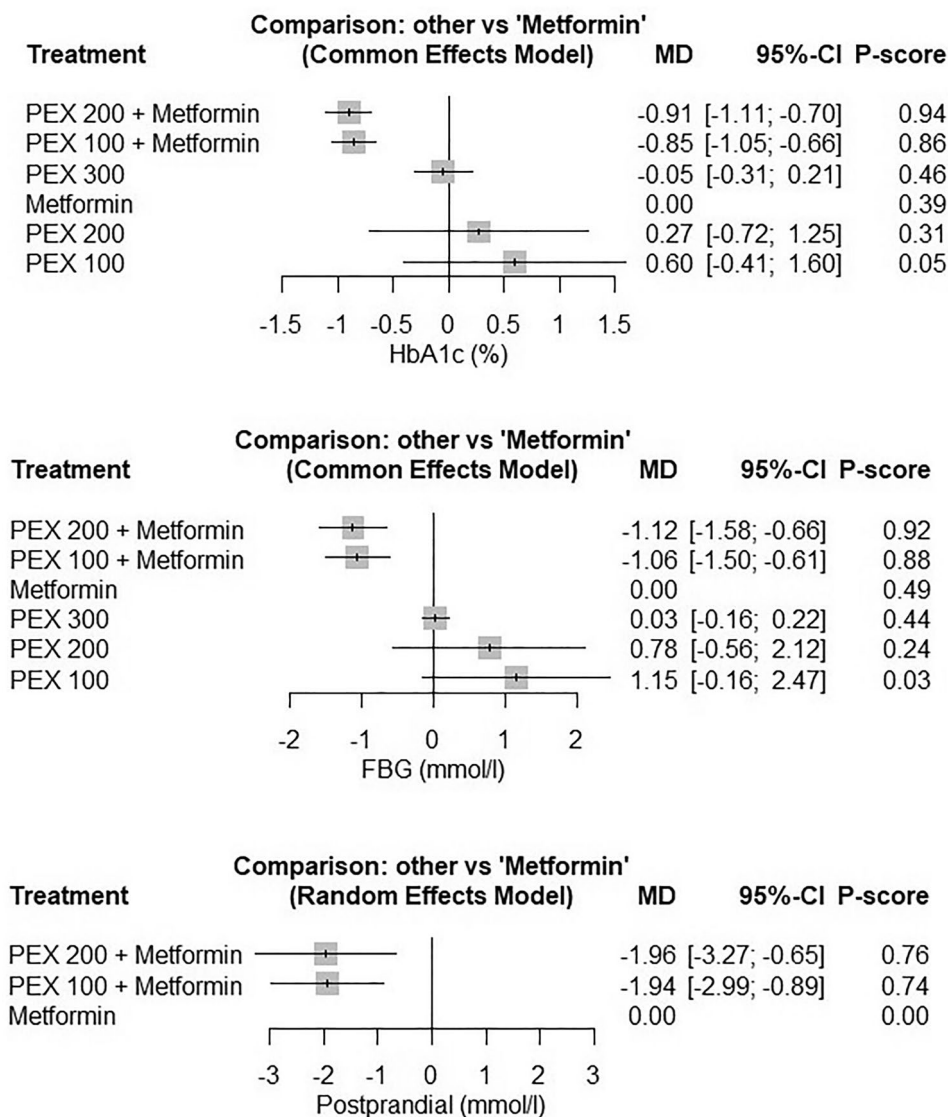 Comparison: other vs 'Metformin'
Treatment (Common Effects Model) MD 95%-CI P-score
PEX 200 + Metformin -0.91 [-1.11; -0.70] 0.94
PEX 100 + Metformin -0.85 [-1.05; -0.66] 0.86
PEX 300 -0.05 [-0.31; 0.21] 0.46
Metformin 0.00 0.39
PEX 200 0.27 [-0.72; 1.25] 0.31
PEX 100 0.60 [-0.41; 1.60] 0.05
-1.5 -1 -0.5 0 0.5 1 1.5
HbA1c (%)
Comparison: other vs 'Metformin'
Treatment (Common Effects Model) MD 95%-CI P-score
PEX 200 + Metformin -1.12 [-1.58; -0.66] 0.92
PEX 100 + Metformin -1.06 [-1.50; -0.61] 0.88
Metformin 0.00 0.49
PEX 300 0.03 [-0.16; 0.22] 0.44
PEX 200 0.78 [-0.56; 2.12] 0.24
PEX 100 1.15 [-0.16; 2.47] 0.03
-2 -1 0 1 2
FBG (mmol/l)
Comparison: other vs 'Metformin'
Treatment (Random Effects Model) MD 95%-CI P-score
PEX 200 + Metformin -1.96 [-3.27; -0.65] 0.76
PEX 100 + Metformin -1.94 [-2.99; -0.89] 0.74
Metformin 0.00 0.00
-3 -2 -1 0 1 2 3
Postprandial (mmol/l)